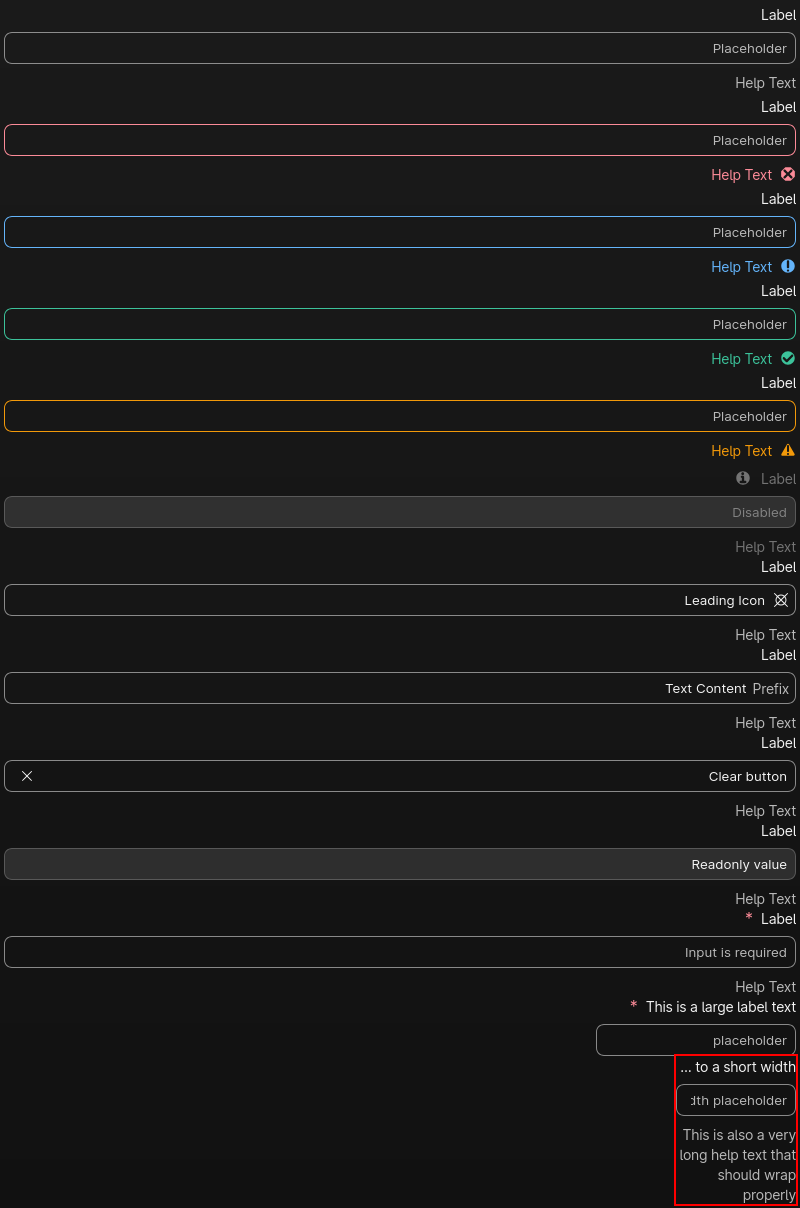 Label
Placeholder
Help Text
Label
Placeholder
Help Text
Label
Placeholder
Help Text
Label
Placeholder
Help Text
Label
Placeholder
Help Text
Label
Disabled
Help Text
Label
Leading Icon
Help Text
Label
Text Content Prefix
Help Text
Label
Clear button
Help Text
Label
Readonly value
Help Text
* Label
Input is required
Help Text
* This is a large label text
placeholder
... to a short width
placeholder
This is also a very
long help text that
should wrap
properly